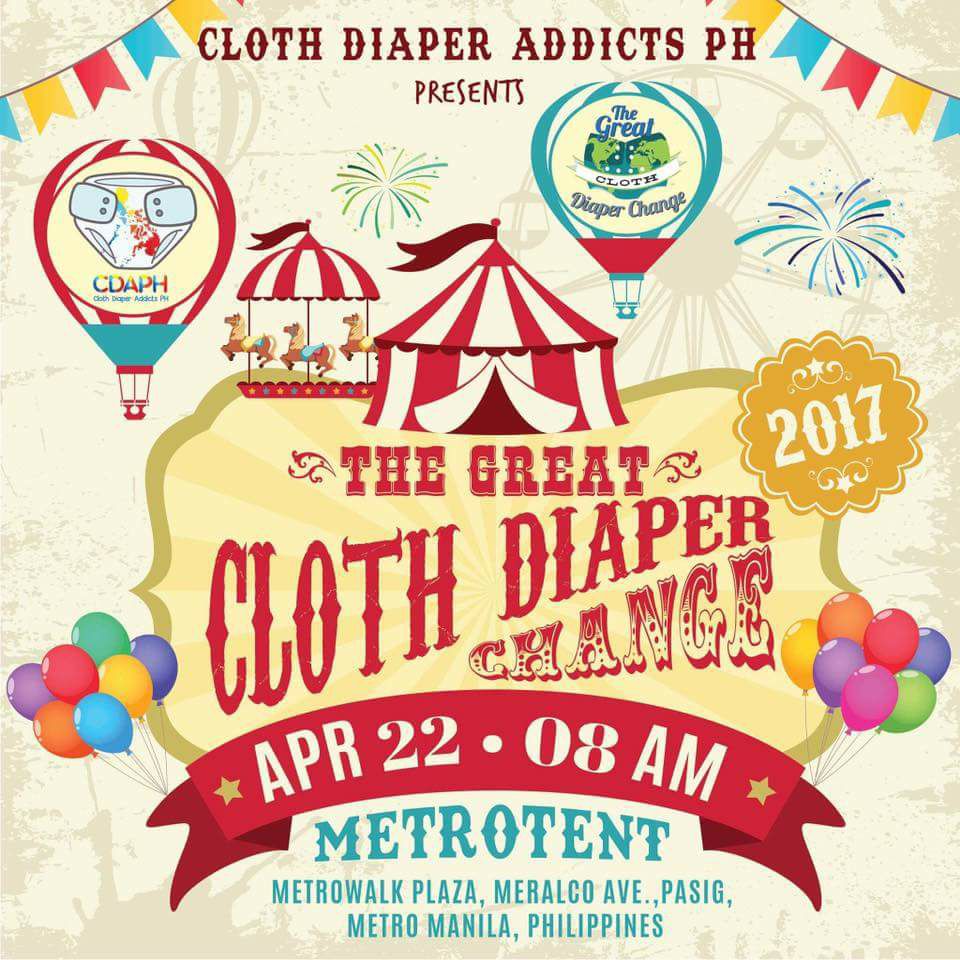 CLOTH DIAPER ADDICTS PH
PRESENTS
The
Great
CLOTH
Diaper Change
CDAPH
Cloth Diaper Addicts PH
2017
THE GREAT
CLOTH DIAPER
CHANGE
APR 22 • 08 AM
METROTENT
METROWALK PLAZA, MERALCO AVE.,PASIG,
METRO MANILA, PHILIPPINES